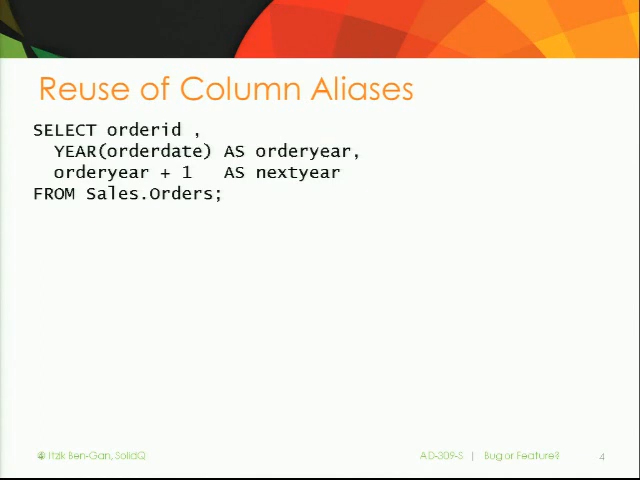 Reuse of Column Aliases
SELECT orderid ,
YEAR(orderdate) AS orderyear,
orderyear + 1 AS nextyear
FROM Sales.Orders;
© Itzik Ben-Gan, SolidQ
AD-309-S | Bug or Feature?
4